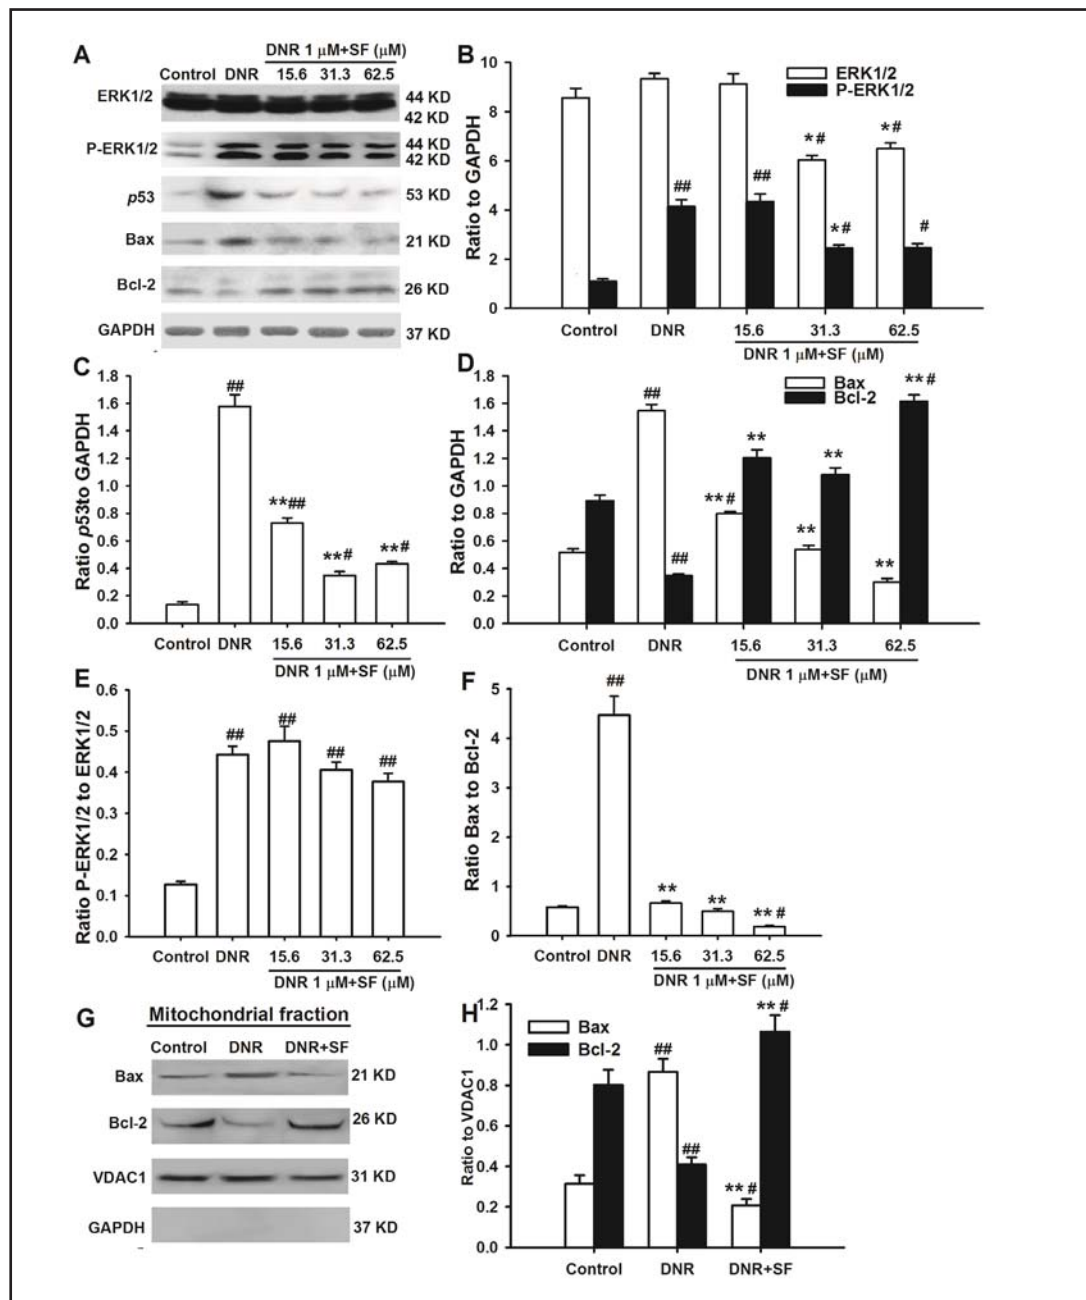 A
DNR 1 μM+SF (μM)
Control DNR 15.6 31.3 62.5
ERK1/2
44 KD
42 KD
P-ERK1/2
44 KD
42 KD
p53
53 KD
Bax
21 KD
Bcl-2
26 KD
GAPDH
37 KD
B
ERK1/2
P-ERK1/2
Ratio to GAPDH
10
8
6
4
2
0
##
##
*#
*#
*#
#
Control DNR 15.6 31.3 62.5
DNR 1 μM+SF (μM)
C
Ratio p53to GAPDH
1.8
1.6
1.4
1.2
1.0
0.8
0.6
0.4
0.2
0.0
##
**##
**#
**#
Control DNR 15.6 31.3 62.5
DNR 1 μM+SF (μM)
D
Bax
Bcl-2
Ratio to GAPDH
1.8
1.6
1.4
1.2
1.0
0.8
0.6
0.4
0.2
0.0
##
##
**#
**
**
**
**
**#
Control DNR 15.6 31.3 62.5
DNR 1 μM+SF (μM)
E
Ratio P-ERK1/2 to ERK1/2
0.6
0.5
0.4
0.3
0.2
0.1
0.0
##
##
##
##
Control DNR 15.6 31.3 62.5
DNR 1 μM+SF (μM)
F
Ratio Bax to Bcl-2
5
4
3
2
1
0
##
**
**
**#
Control DNR 15.6 31.3 62.5
DNR 1 μM+SF (μM)
G
Mitochondrial fraction
Control DNR DNR+SF
Bax
21 KD
Bcl-2
26 KD
VDAC1
31 KD
GAPDH
37 KD
H
Bax
Bcl-2
Ratio to VDAC1
1.2
1.0
0.8
0.6
0.4
0.2
0.0
##
##
**#
**#
Control DNR DNR+SF